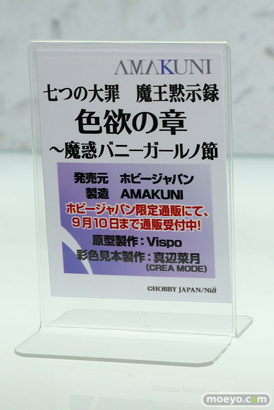 AMAKUNI
七つの大罪　魔王黙示録
色欲の章
～魔惑バニーガールノ節
発売元　ホビージャパン
製造　AMAKUNI
ホビージャパン限定通販にて、
9月10日まで通販受付中!
原型製作：Vispo
彩色見本製作：真辺菜月
(CREA MODE)
©HOBBY JAPAN/Niθ
moeyo.com